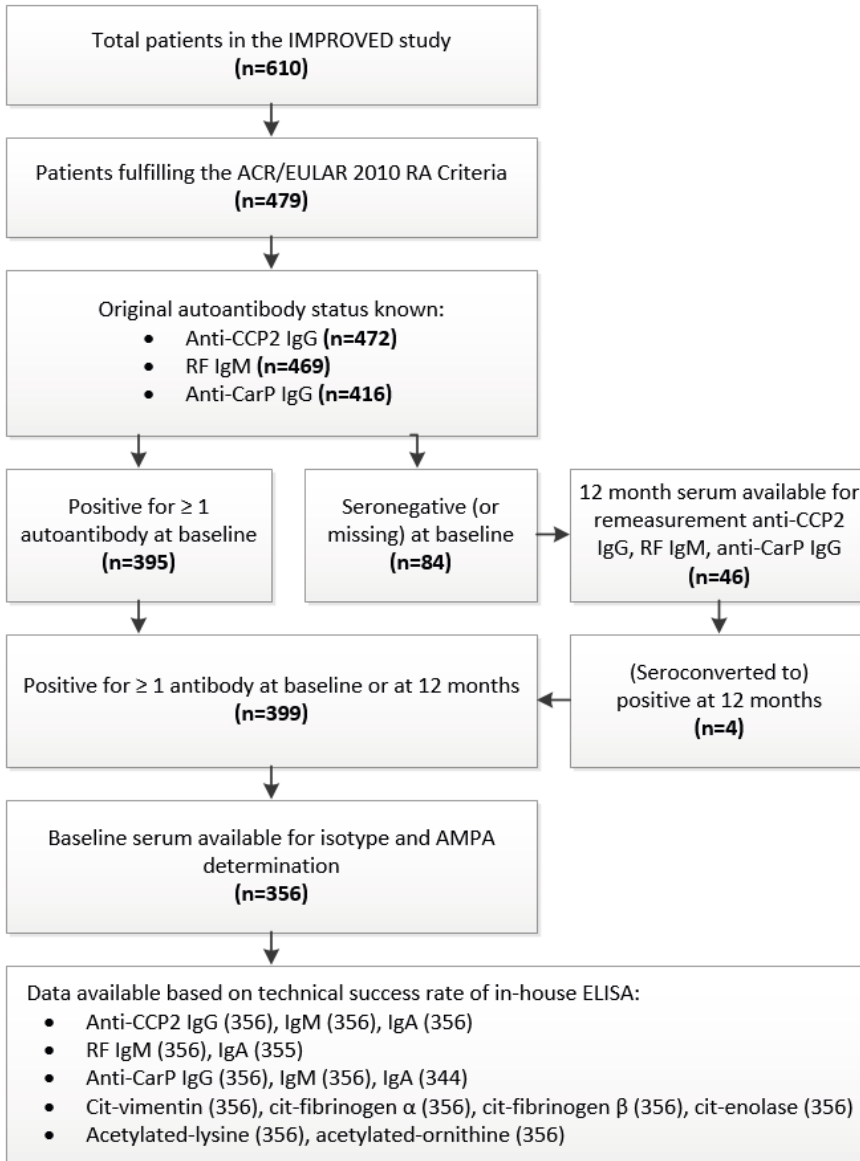 Total patients in the IMPROVED study
(n=610)
Patients fulfilling the ACR/EULAR 2010 RA Criteria
(n=479)
Original autoantibody status known:
• Anti-CCP2 IgG (n=472)
• RF IgM (n=469)
• Anti-CarP IgG (n=416)
Positive for ≥ 1
autoantibody at baseline
(n=395)
Seronegative (or
missing) at baseline
(n=84)
12 month serum available for
remeasurement anti-CCP2
IgG, RF IgM, anti-CarP IgG
(n=46)
Positive for ≥ 1 antibody at baseline or at 12 months
(n=399)
(Seroconverted to)
positive at 12 months
(n=4)
Baseline serum available for isotype and AMPA
determination
(n=356)
Data available based on technical success rate of in-house ELISA:
• Anti-CCP2 IgG (356), IgM (356), IgA (356)
• RF IgM (356), IgA (355)
• Anti-CarP IgG (356), IgM (356), IgA (344)
• Cit-vimentin (356), cit-fibrinogen α (356), cit-fibrinogen β (356), cit-enolase (356)
• Acetylated-lysine (356), acetylated-ornithine (356)